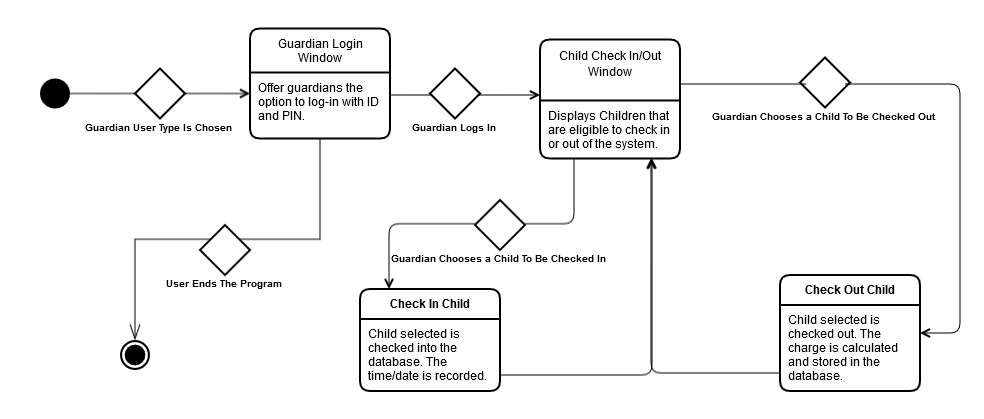 Guardian Login
Window
Offer guardians the
option to log-in with ID
and PIN.
Child Check In/Out
Window
Displays Children that
are eligible to check in
or out of the system.
Guardian User Type Is Chosen
Guardian Logs In
Guardian Chooses a Child To Be Checked Out
Guardian Chooses a Child To Be Checked In
User Ends The Program
Check In Child
Child selected is
checked into the
database. The
time/date is recorded.
Check Out Child
Child selected is
checked out. The
charge is calculated
and stored in the
database.